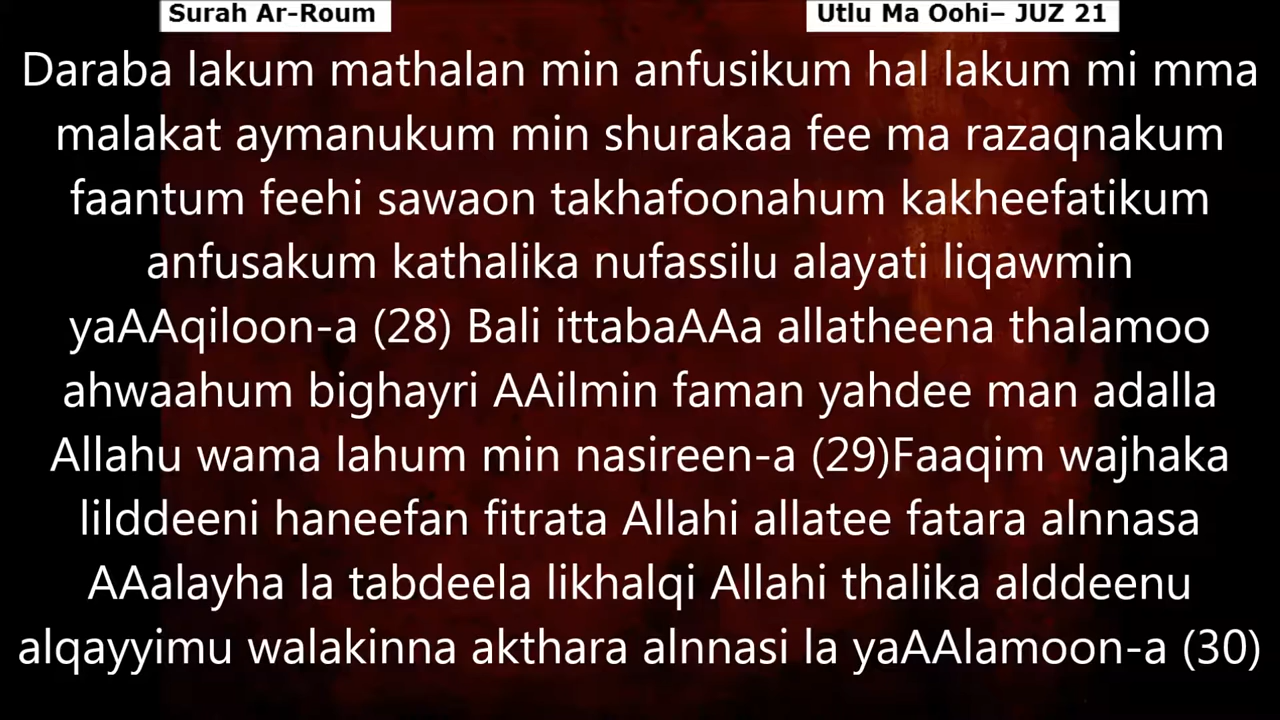 Surah Ar-Roum
Utlu Ma Oohi– JUZ 21
Daraba lakum mathalan min anfusikum hal lakum mi mma
malakat aymanukum min shurakaa fee ma razaqnakum
faantum feehi sawaon takhafoonahum kakheefatikum
anfusakum kathalika nufassilu alayati liqawmin
yaAAqiloon-a (28) Bali ittabaAAa allatheena thalamoo
ahwaahum bighayri AAilmin faman yahdee man adalla
Allahu wama lahum min nasireen-a (29)Faaqim wajhaka
lilddeeni haneefan fitrata Allahi allatee fatara alnnasa
AAalayha la tabdeela likhalqi Allahi thalika alddeenu
alqayyimu walakinna akthara alnnasi la yaAAlamoon-a (30)